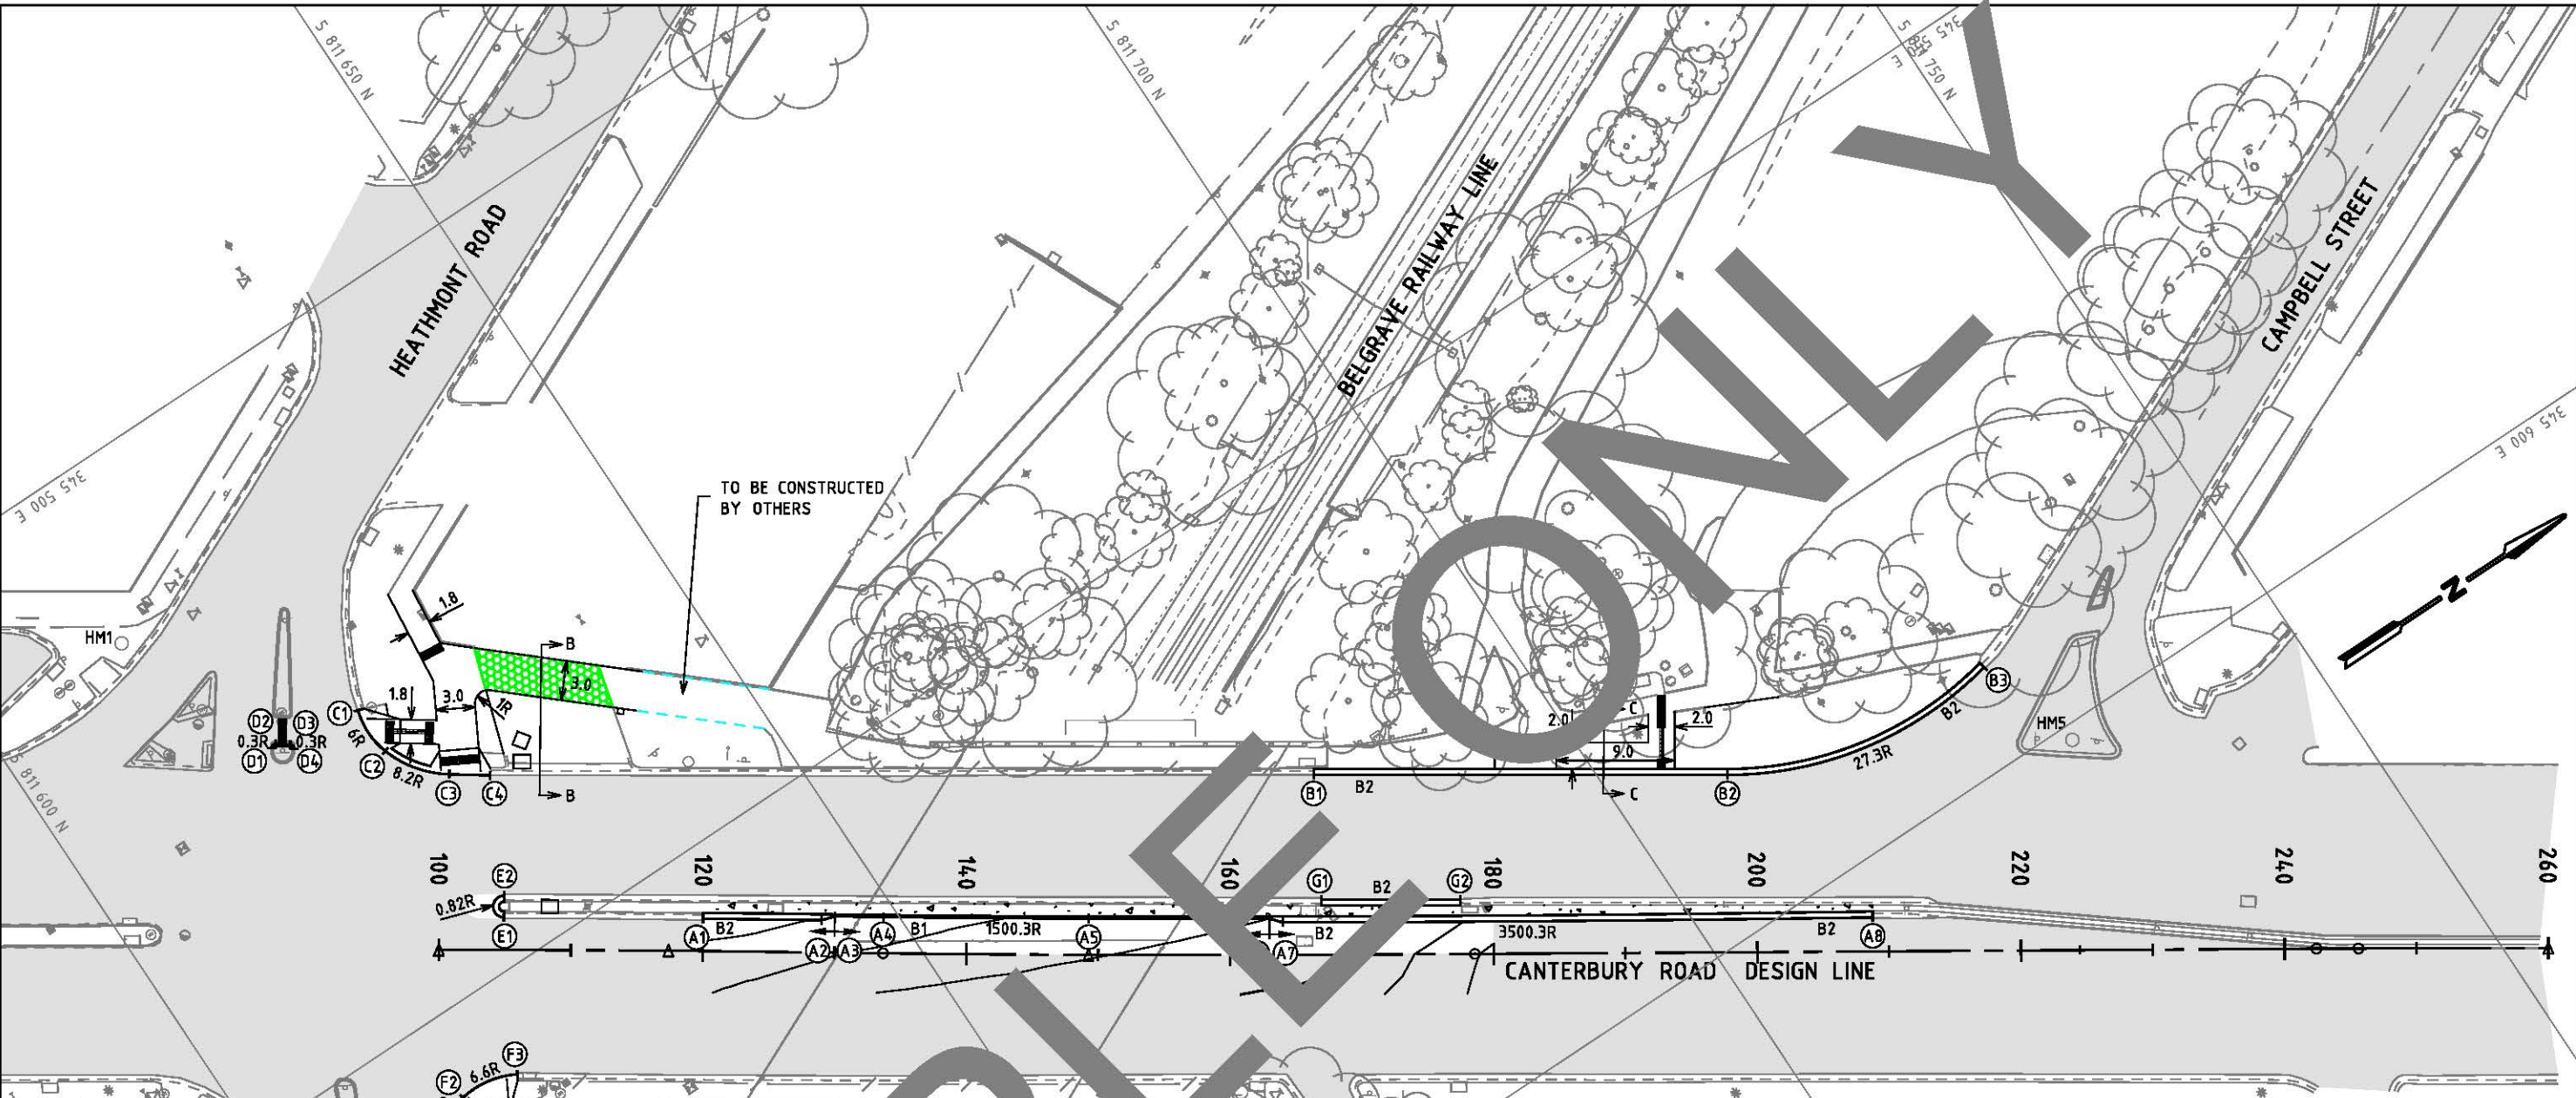 5 811 650 N
5 811 700 N
5 811 750 N
345 550 E
HEATHMONT ROAD
BELGRAVE RAILWAY LINE
CAMPBELL STREET
345 500 E
345 600 E
TO BE CONSTRUCTED
BY OTHERS
N
HM1
1.8
B
3.0
1.8
3.0
1R
C1
6R
C2
8.2R
C3
C4
B
D2
D3
0.3R
0.3R
D1
D4
5 811 600 N
2.0
C
2.0
9.0
C
B1
B2
B2
27.3R
B2
B3
HM5
100
120
140
160
180
200
220
240
260
E2
0.82R
E1
G1
B2
G2
A1
B2
A2
A3
B1
A4
1500.3R
A5
A7
B2
3500.3R
B2
A8
CANTERBURY ROAD DESIGN LINE
F2
6.6R
F3
LE ONLY